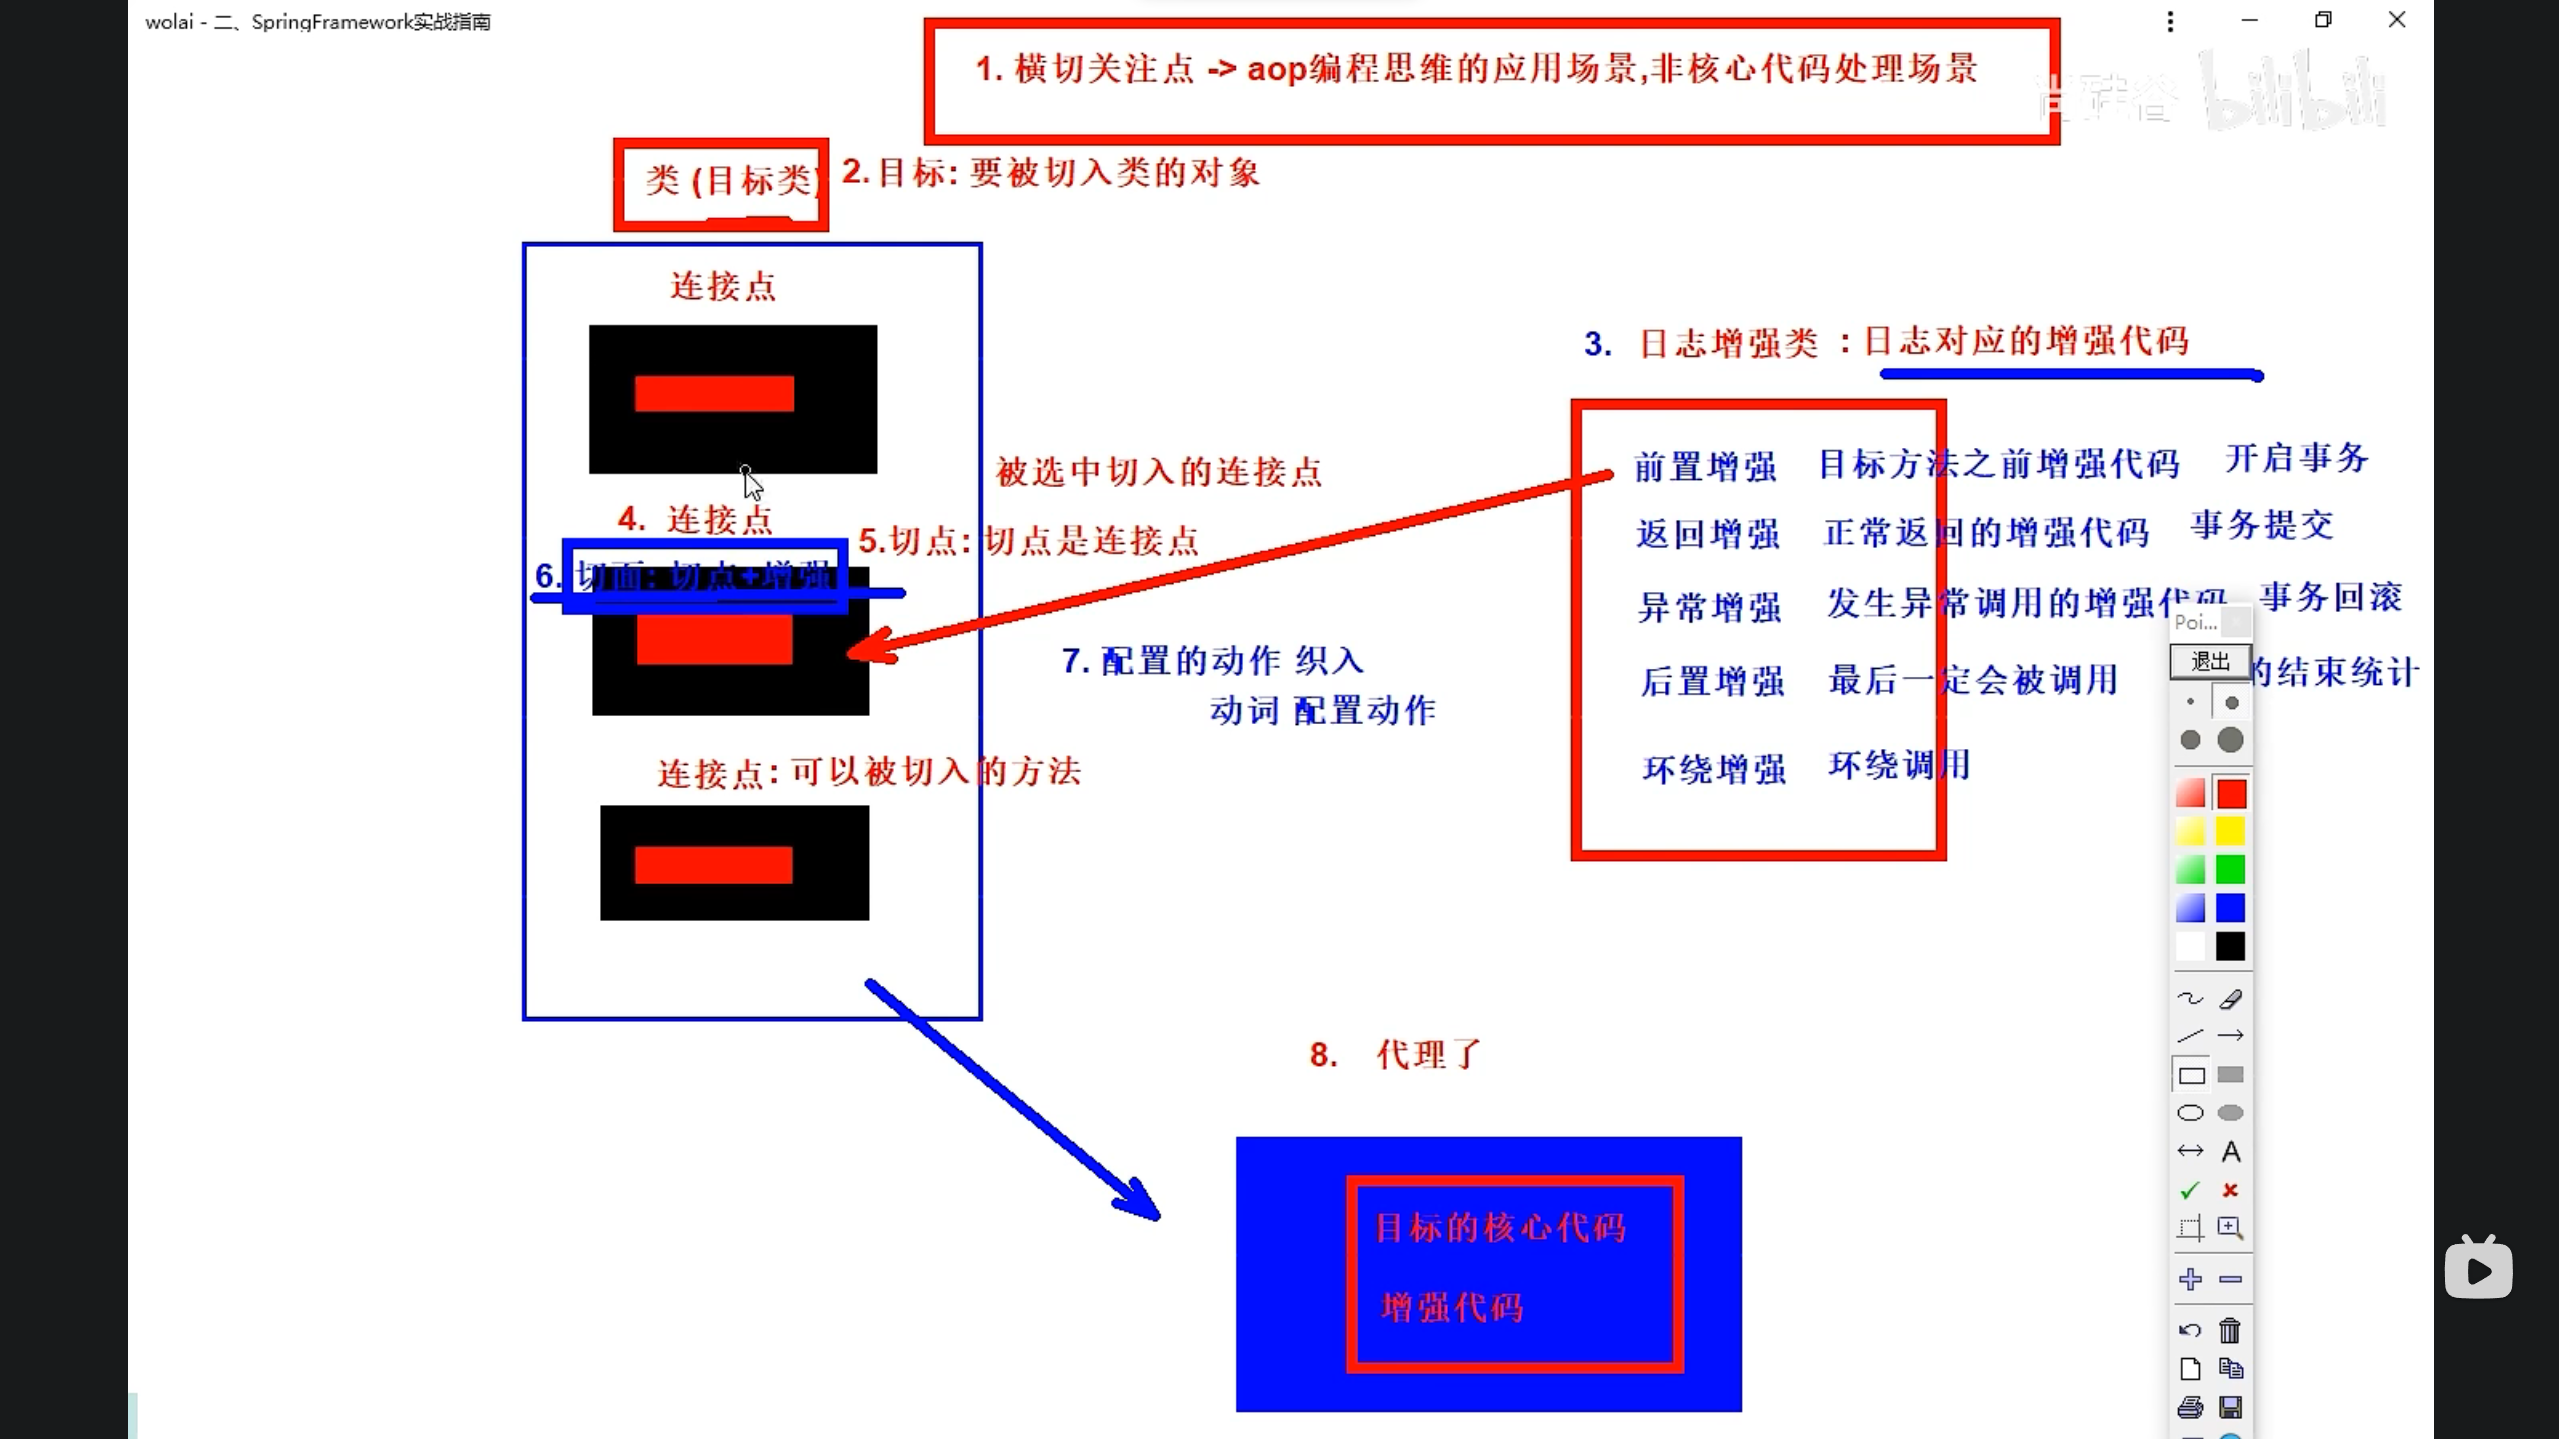 wolai - 二、SpringFramework实战指南
1. 横切关注点 -> aop编程思维的应用场景,非核心代码处理场景
尚硅谷 bilibili
类 (目标类)
2.目标: 要被切入类的对象
连接点
3. 日志增强类 : 日志对应的增强代码
前置增强 目标方法之前增强代码 开启事务
被选中切入的连接点
4. 连接点
5.切点: 切点是连接点
返回增强 正常返回的增强代码 事务提交
6. 切面: 切点+增强
异常增强 发生异常调用的增强代码 事务回滚
Poi...
退出
7. 配置的动作 织入
动词 配置动作
后置增强 最后一定会被调用 的结束统计
连接点: 可以被切入的方法
环绕增强 环绕调用
8. 代理了
A
目标的核心代码
增强代码